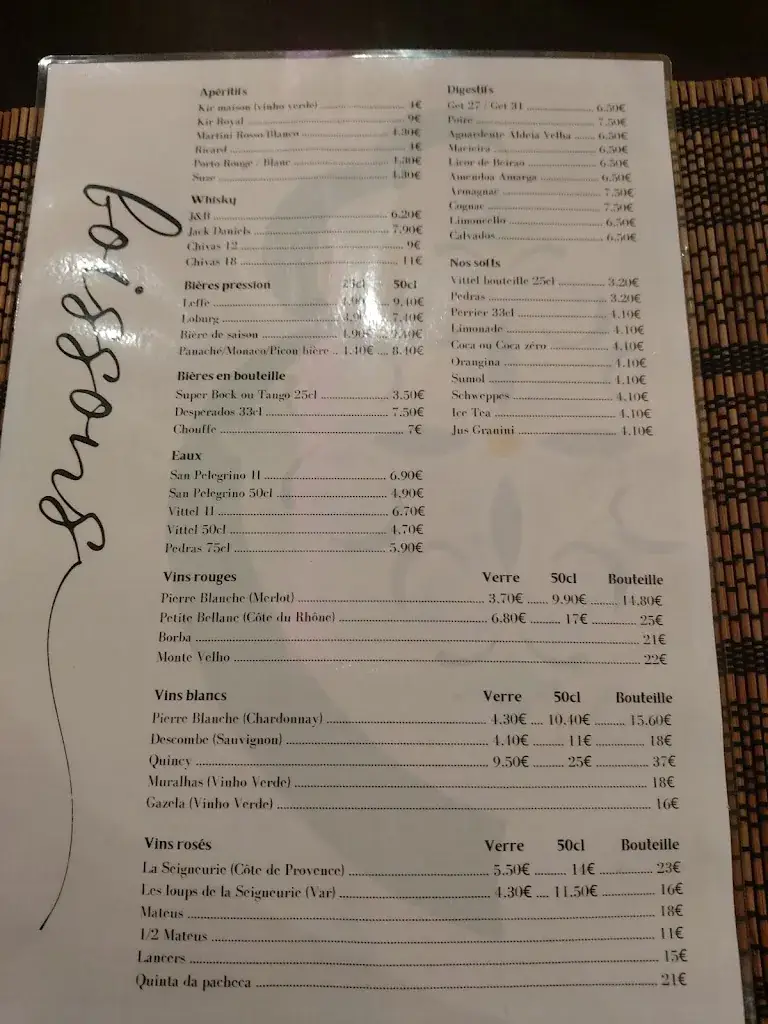 boissons
Apéritifs
Kir maison (vinho verde) 4€
Kir Royal 9€
Martini Rosso/Blanco 4.30€
Ricard 4€
Porto Rouge / Blanc 4.30€
Suze 4.30€
Whisky
J&B 6.20€
Jack Daniels 7.90€
Chivas 12 9€
Chivas 18 11€
Bières pression 25cl 50cl
Leffe 4.90€ 9.40€
Loburg 7.40€
Bière de saison 4.90€ 9.40€
Panaché/Monaco/Picon bière 4.40€ 8.40€
Bières en bouteille
Super Bock ou Tango 25cl 3.50€
Desperados 33cl 7.50€
Chouffe 7€
Eaux
San Pelegrino 1l 6.90€
San Pelegrino 50cl 4.90€
Vittel 1l 6.70€
Vittel 50cl 4.70€
Pedras 75cl 5.90€
Digestifs
Get 27 / Get 31 6.50€
Poire 7.50€
Aguardente Aldeia Velha 6.50€
Macieira 6.50€
Licor de Beirao 6.50€
Amendoa Amarga 6.50€
Armagnac 7.50€
Cognac 7.50€
Limoncello 6.50€
Calvados 6.50€
Nos softs
Vittel bouteille 25cl 3.20€
Pedras 3.20€
Perrier 33cl 4.10€
Limonade 4.10€
Coca ou Coca zéro 4.10€
Orangina 4.10€
Sumol 4.10€
Schweppes 4.10€
Ice Tea 4.10€
Jus Granini 4.10€
Vins rouges Verre 50cl Bouteille
Pierre Blanche (Merlot) 3.70€ 9.90€ 14.80€
Petite Bellane (Côte du Rhône) 6.80€ 17€ 25€
Borba 21€
Monte Velho 22€
Vins blancs Verre 50cl Bouteille
Pierre Blanche (Chardonnay) 4.30€ 10.40€ 15.60€
Descombe (Sauvignon) 4.40€ 11€ 18€
Quincy 9.50€ 25€ 37€
Muralhas (Vinho Verde) 18€
Gazela (Vinho Verde) 16€
Vins rosés Verre 50cl Bouteille
La Seigneurie (Côte de Provence) 5.50€ 14€ 23€
Les loups de la Seigneurie (Var) 4.30€ 11.50€ 16€
Mateus 18€
1/2 Mateus 11€
Lancers 15€
Quinta da pacheca 21€